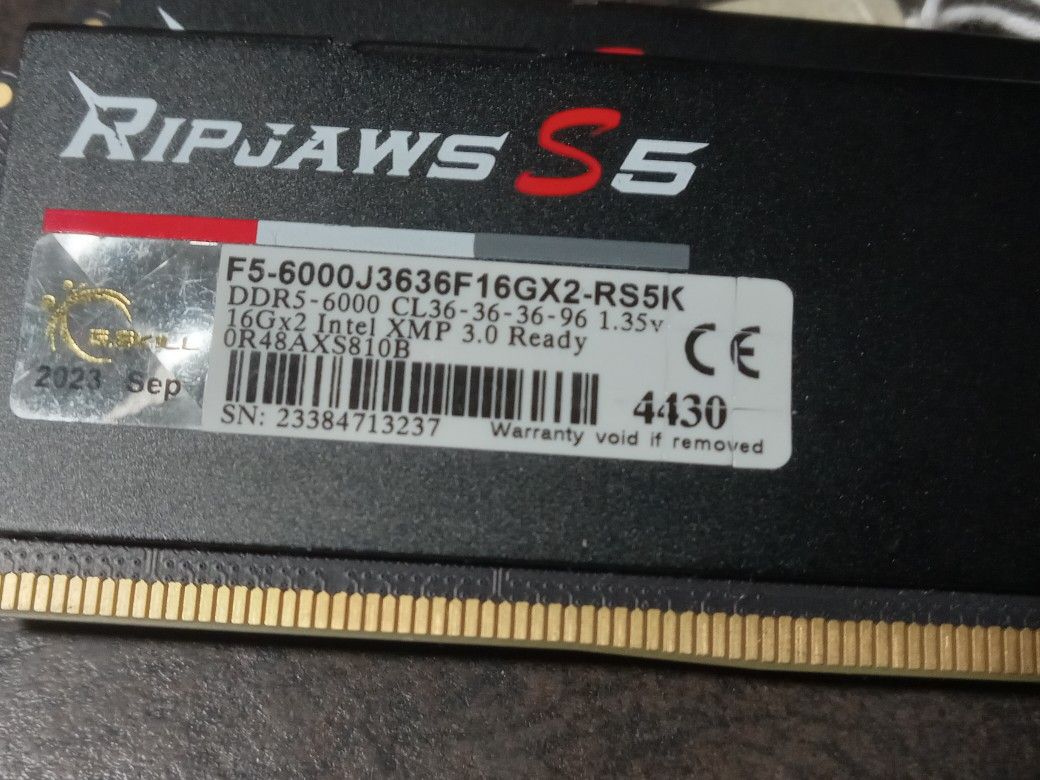 RIPJAWS S5
F5-6000J3636F16GX2-RS5K
DDR5-6000 CL36-36-36-96 1.35v
16Gx2 Intel XMP 3.0 Ready
0R48AXS810B
CE
G.SKILL
2023 Sep
4430
SN: 23384713237
Warranty void if removed